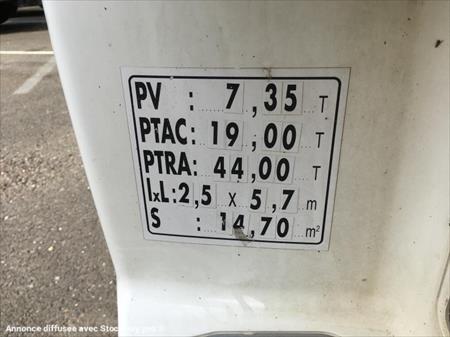 PV : 7,35 T
PTAC: 19,00 T
PTRA: 44,00 T
lxL: 2,5 x 5,7 m
S : 14,70 m²
Annonce diffusée avec